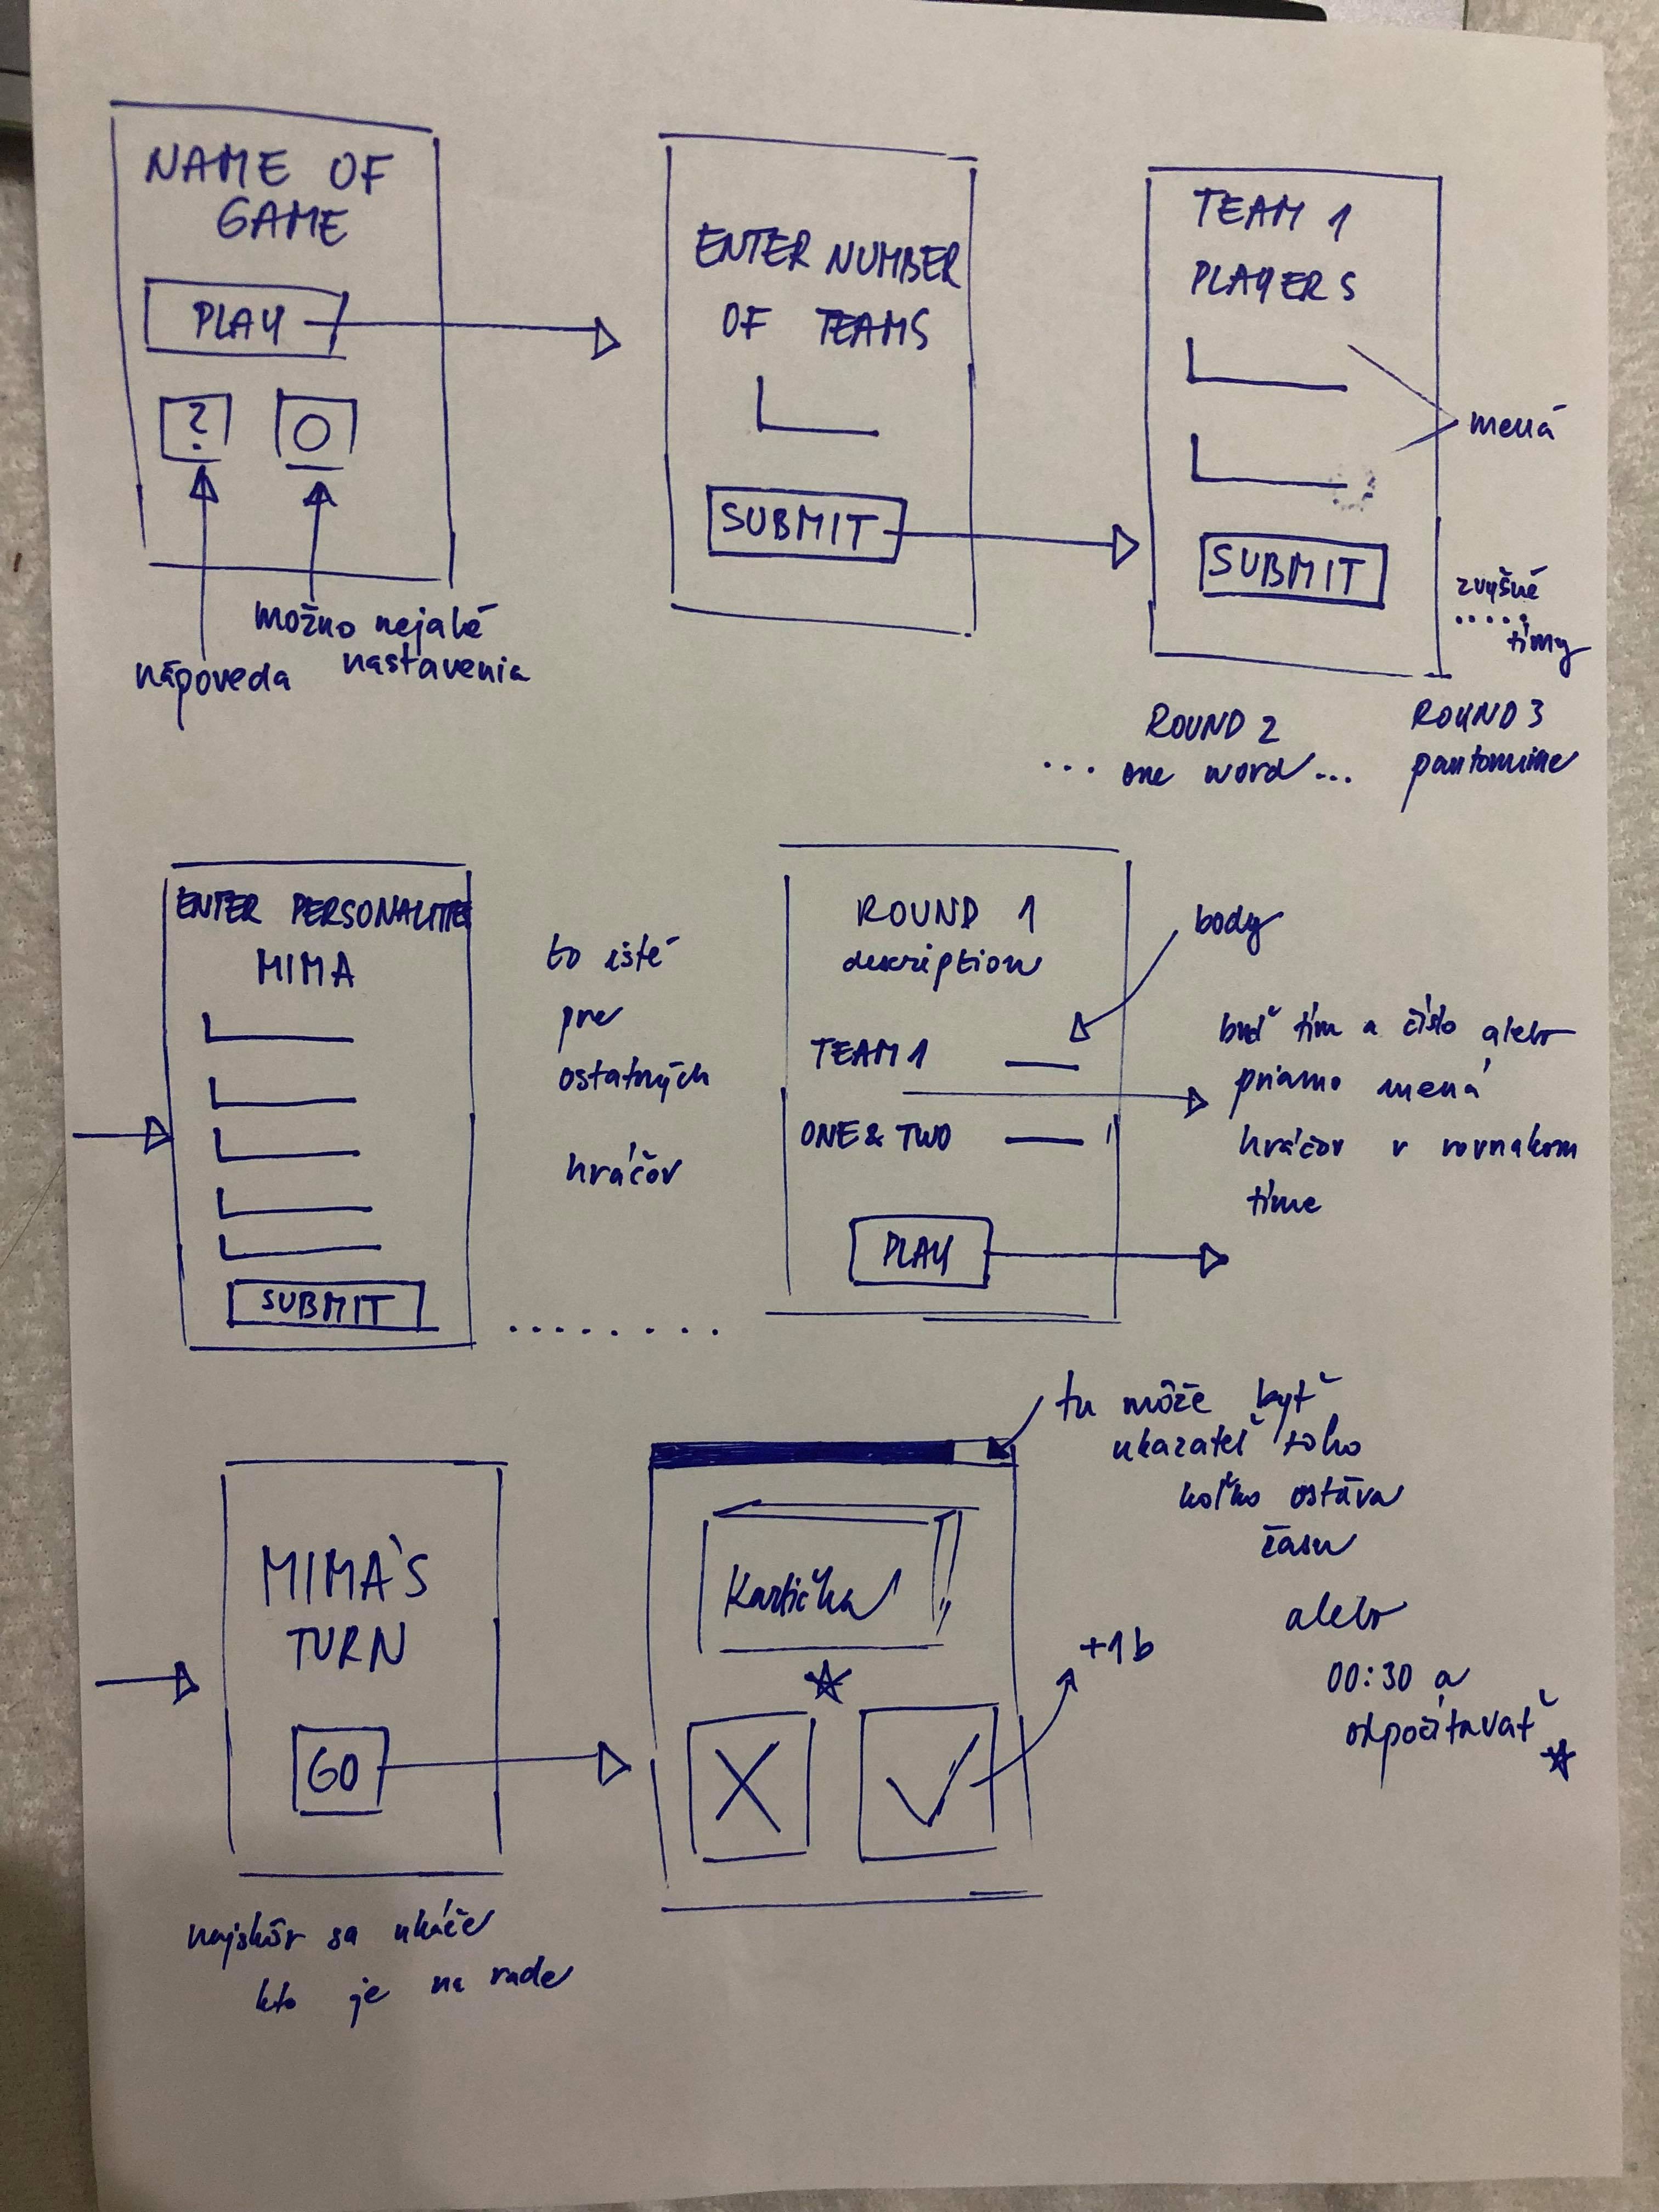 NAME OF
GAME
PLAY
?
možno nejaké
nastavenia
nápoveda
ENTER NUMBER
OF TEAMS
SUBMIT
TEAM 1
PLAYERS
mená
SUBMIT
zvyšné
.....
tímy
ROUND 2
... one word ...
ROUND 3
pantomime
ENTER PERSONALITIES
MIMA
SUBMIT
to isté
pre
ostatných
hráčov
........
ROUND 1
description
body
TEAM 1
ONE & TWO
PLAY
buď tím a číslo alebo
priamo mená
hráčov v rovnakom
tíme
MIMA'S
TURN
GO
najskôr sa ukáže
kto je na rade
tu môže byť
ukazateľ toho
koľko ostáva
času
alebo
00:30 a
odpočítavať
Kartička
+1b